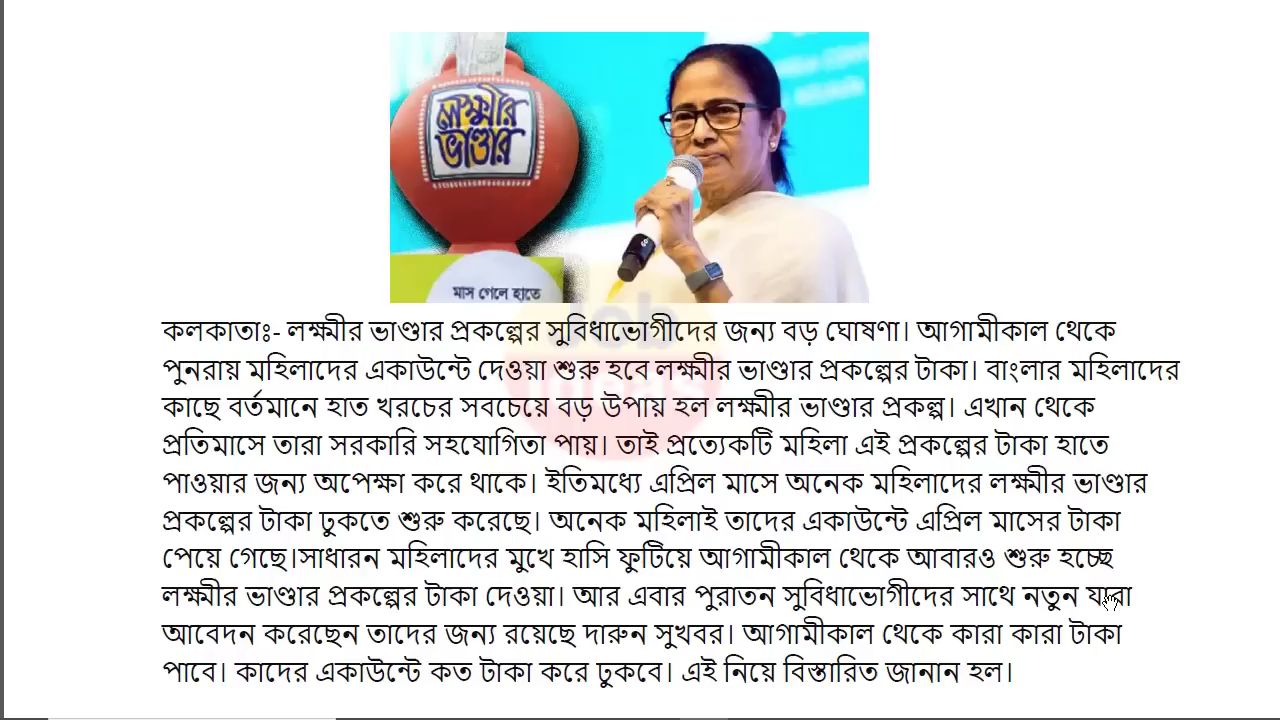 লক্ষ্মীর
ভাণ্ডার
মাস গেলে হাতে
Job
Ideas
কলকাতাঃ- লক্ষ্মীর ভাণ্ডার প্রকল্পের সুবিধাভোগীদের জন্য বড় ঘোষণা। আগামীকাল থেকে
পুনরায় মহিলাদের একাউন্টে দেওয়া শুরু হবে লক্ষ্মীর ভাণ্ডার প্রকল্পের টাকা। বাংলার মহিলাদের
কাছে বর্তমানে হাত খরচের সবচেয়ে বড় উপায় হল লক্ষ্মীর ভাণ্ডার প্রকল্প। এখান থেকে
প্রতিমাসে তারা সরকারি সহযোগিতা পায়। তাই প্রত্যেকটি মহিলা এই প্রকল্পের টাকা হাতে
পাওয়ার জন্য অপেক্ষা করে থাকে। ইতিমধ্যে এপ্রিল মাসে অনেক মহিলাদের লক্ষ্মীর ভাণ্ডার
প্রকল্পের টাকা ঢুকতে শুরু করেছে। অনেক মহিলাই তাদের একাউন্টে এপ্রিল মাসের টাকা
পেয়ে গেছে।সাধারন মহিলাদের মুখে হাসি ফুটিয়ে আগামীকাল থেকে আবারও শুরু হচ্ছে
লক্ষ্মীর ভাণ্ডার প্রকল্পের টাকা দেওয়া। আর এবার পুরাতন সুবিধাভোগীদের সাথে নতুন যারা
আবেদন করেছেন তাদের জন্য রয়েছে দারুন সুখবর। আগামীকাল থেকে কারা কারা টাকা
পাবে। কাদের একাউন্টে কত টাকা করে ঢুকবে। এই নিয়ে বিস্তারিত জানান হল।